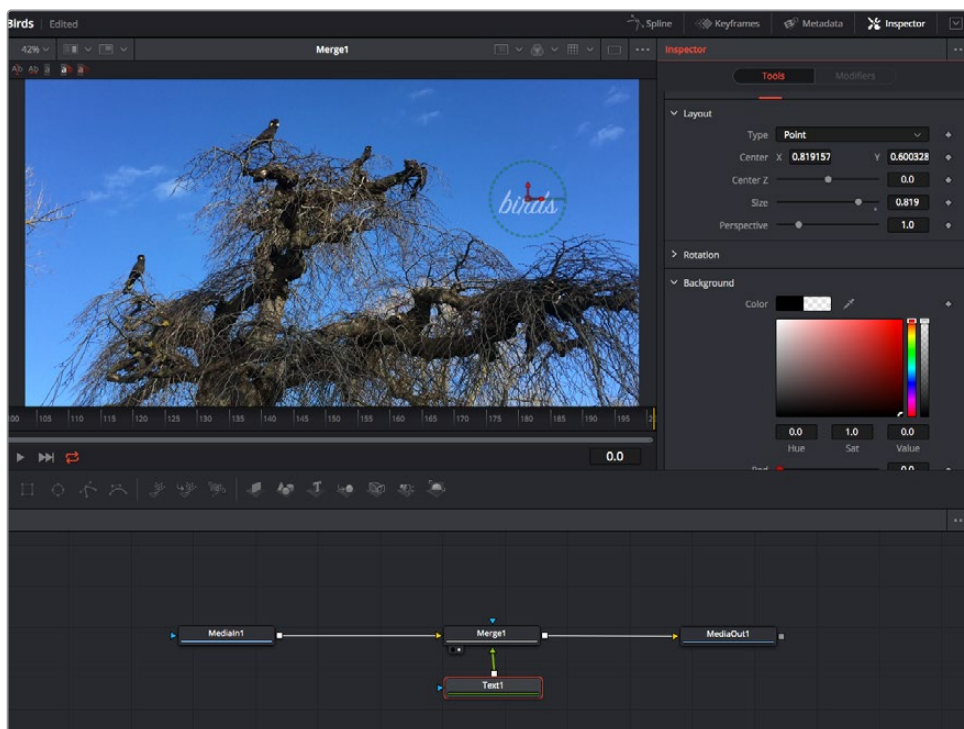 Birds Edited Spline Keyframes Metadata Inspector
42% Merge1 Inspector
Tools Modifiers
Layout
Type Point
Center X 0.819157 Y 0.600328
Center Z 0.0
Size 0.819
Perspective 1.0
Rotation
Background
Color
birds
105 110 115 120 125 130 135 140 145 150 155 160 165 170 175 180 185 190 195
0.0 1.0 0.0
Hue Sat Value
0.0
MediaIn1 Merge1 MediaOut1
Text1